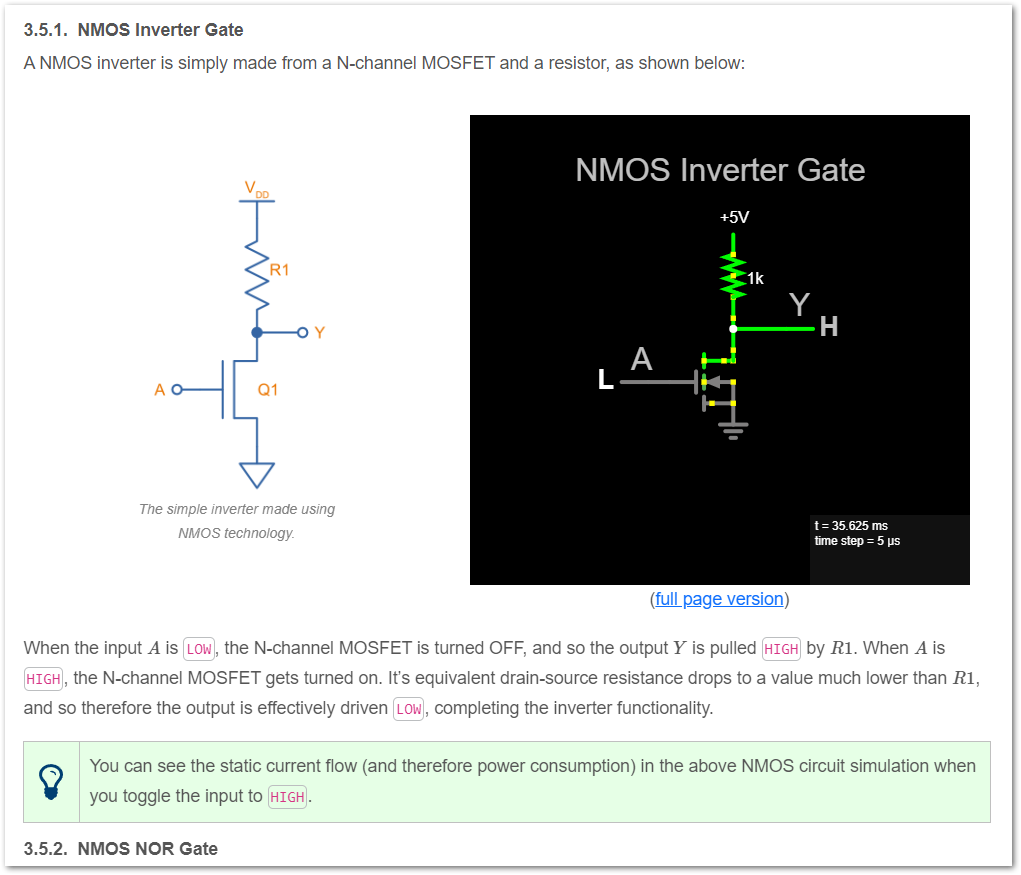 3.5.1. NMOS Inverter Gate
A NMOS inverter is simply made from a N-channel MOSFET and a resistor, as shown below:
VDD
R1
Y
A
Q1
The simple inverter made using
NMOS technology.
NMOS Inverter Gate
+5V
1k
Y
H
A
L
t = 35.625 ms
time step = 5 μs
(full page version)
When the input A is LOW, the N-channel MOSFET is turned OFF, and so the output Y is pulled HIGH by R1. When A is
HIGH, the N-channel MOSFET gets turned on. It's equivalent drain-source resistance drops to a value much lower than R1,
and so therefore the output is effectively driven LOW, completing the inverter functionality.
You can see the static current flow (and therefore power consumption) in the above NMOS circuit simulation when
you toggle the input to HIGH.
3.5.2. NMOS NOR Gate